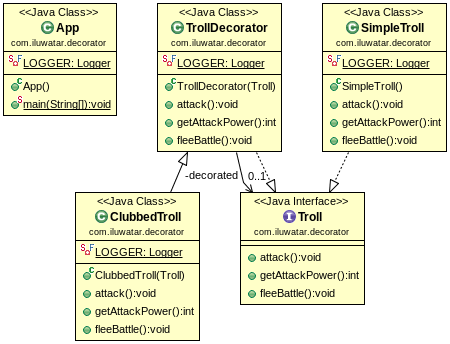 <<Java Class>>
App
com.iluwatar.decorator
LOGGER: Logger
App()
main(String[]):void
<<Java Class>>
TrollDecorator
com.iluwatar.decorator
LOGGER: Logger
TrollDecorator(Troll)
attack():void
getAttackPower():int
fleeBattle():void
<<Java Class>>
SimpleTroll
com.iluwatar.decorator
LOGGER: Logger
SimpleTroll()
attack():void
getAttackPower():int
fleeBattle():void
-decorated
0..1
<<Java Class>>
ClubbedTroll
com.iluwatar.decorator
LOGGER: Logger
ClubbedTroll(Troll)
attack():void
getAttackPower():int
fleeBattle():void
<<Java Interface>>
Troll
com.iluwatar.decorator
attack():void
getAttackPower():int
fleeBattle():void